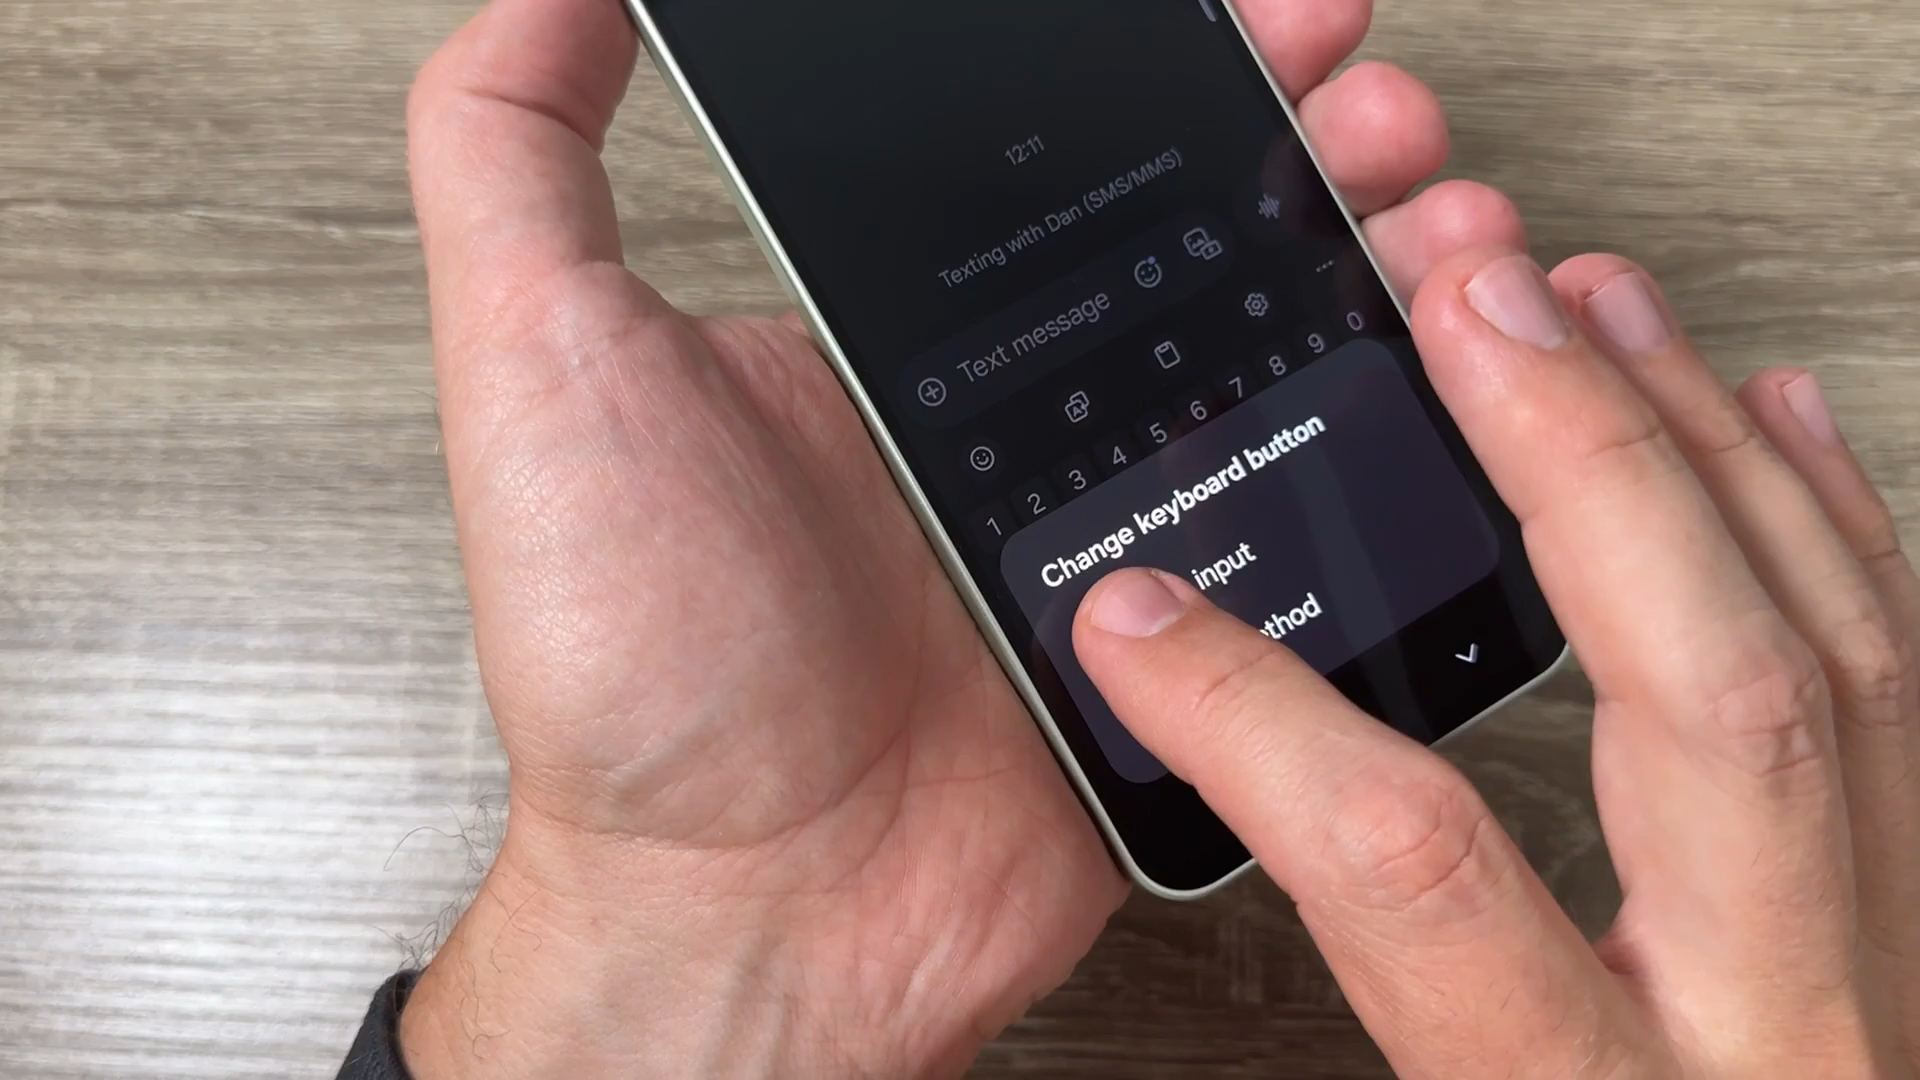 12:11
Texting with Dan (SMS/MMS)
Text message
1 2 3 4 5 6 7 8 9 0
Change keyboard button
input